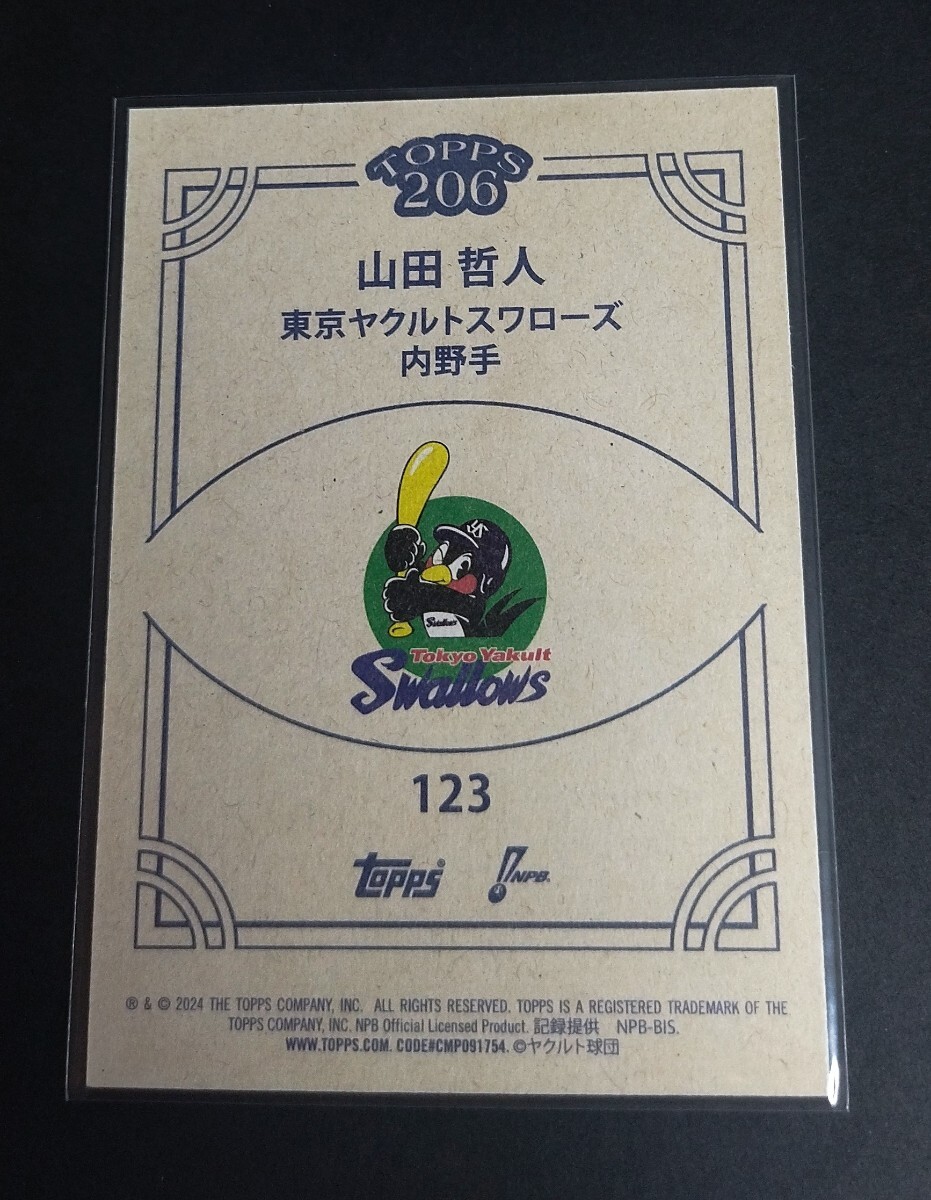 TOPPS
206
山田 哲人
東京ヤクルトスワローズ
内野手
Swallows
Tokyo Yakult
Swallows
123
topps®
NPB®
® & © 2024 THE TOPPS COMPANY, INC. ALL RIGHTS RESERVED. TOPPS IS A REGISTERED TRADEMARK OF THE
TOPPS COMPANY, INC. NPB Official Licensed Product. 記録提供 NPB-BIS.
WWW.TOPPS.COM. CODE#CMP091754. ©ヤクルト球団